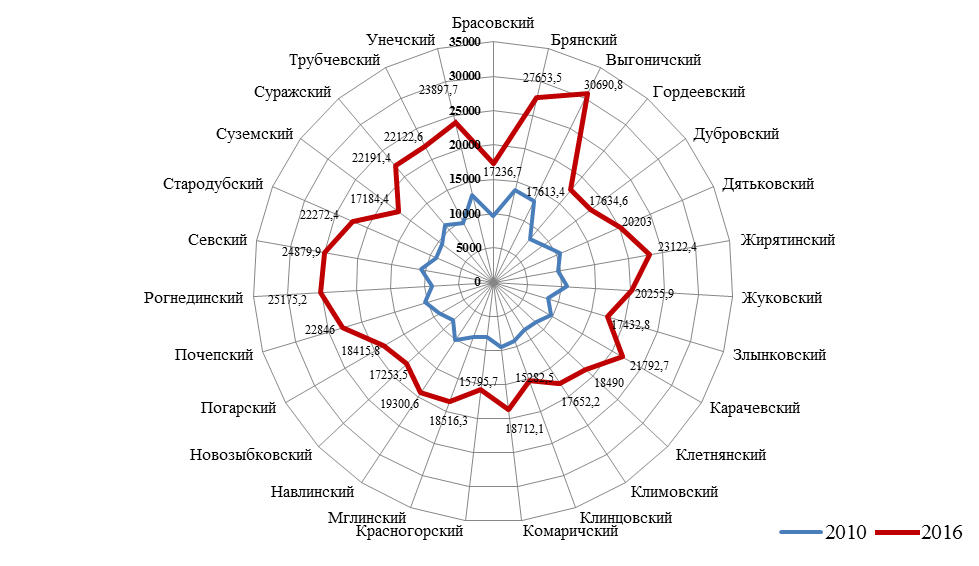 Брасовский
Унечский
35000
Брянский
Трубчевский
30000
Выгоничский
Суражский
23897,7
25000
27653,5
30690,8
Гордеевский
Суземский
22122,6
20000
Дубровский
22191,4
15000
17236,7
Стародубский
17184,4
10000
17613,4
17634,6
Дятьковский
22272,4
5000
20203
Севский
24879,9
0
23122,4
Жирятинский
Рогнединский
25175,2
20255,9
Жуковский
22846
17432,8
Почепский
18415,8
21792,7
Злынковский
17253,5
15795,7
15282,5
18490
Погарский
19300,6
17652,2
Карачевский
18516,3
18712,1
Новозыбковский
Клетнянский
Навлинский
Климовский
Мглинский
Клинцовский
Красногорский
Комаричский
2010
2016